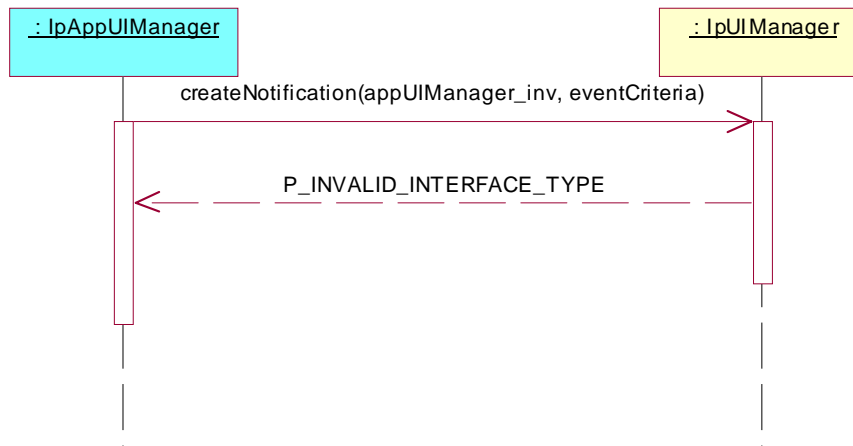 : IpAppUIManager
: IpUIManager
createNotification(appUIManager_inv, eventCriteria)
P_INVALID_INTERFACE_TYPE